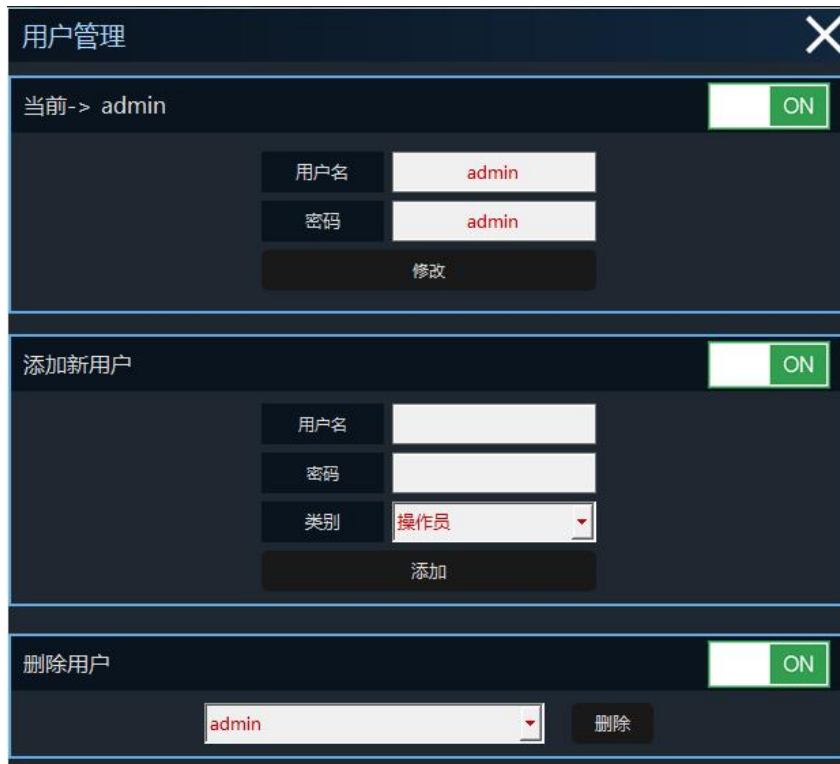 用户管理
当前-> admin ON
用户名 admin
密码 admin
修改
添加新用户 ON
用户名
密码
类别 操作员
添加
删除用户 ON
admin 删除